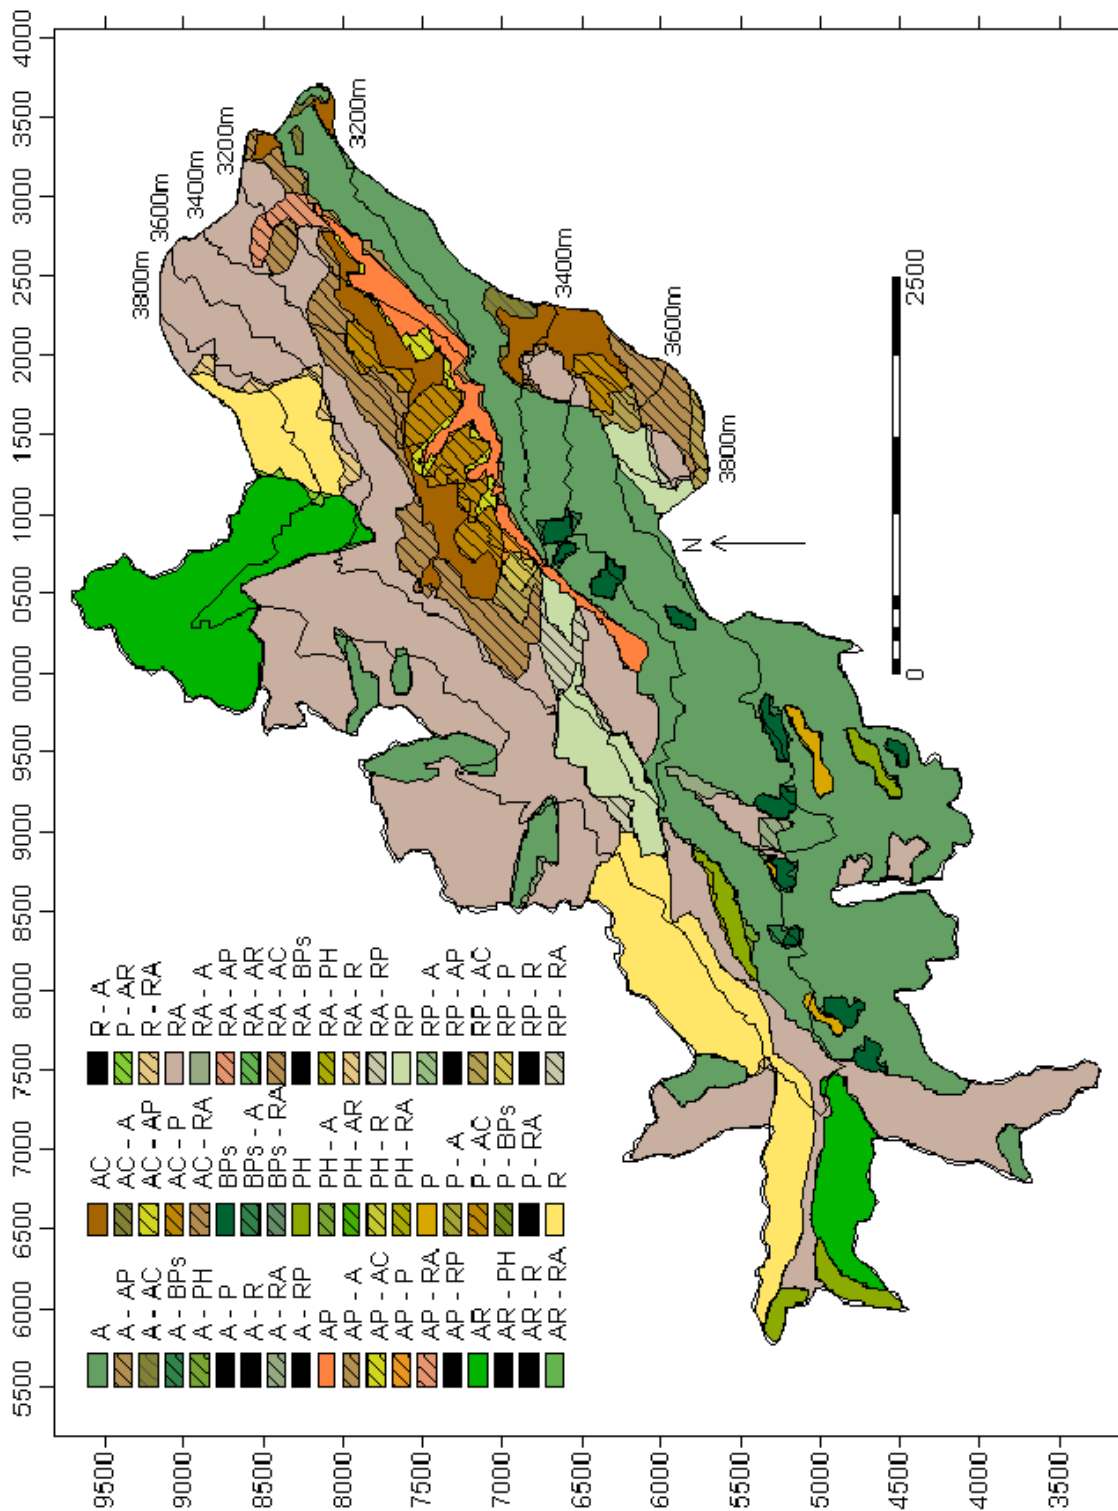 5500 6000 6500 7000 7500 8000 8500 9000 9500 0000 0500 1000 1500 2000 2500 3000 3500 4000
9500
9000
8500
8000
7500
7000
6500
6000
5500
5000
4500
4000
3500
A
A - AP
A - AC
A - BPs
A - PH
A - P
A - R
A - RA
A - RP
AP
AP - A
AP - AC
AP - P
AP - RA
AP - RP
AR
AR - PH
AR - R
AR - RA
AC
AC - A
AC - AP
AC - P
AC - RA
BPs
BPs - A
BPs - RA
PH
PH - A
PH - AR
PH - R
PH - RA
P
P - A
P - AC
P - BPs
P - RA
R
R - A
P - AR
R - RA
RA
RA - A
RA - AP
RA - AR
RA - AC
RA - BPs
RA - PH
RA - R
RA - RP
RP
RP - A
RP - AP
RP - AC
RP - P
RP - R
RP - RA
3800m
3600m
3400m
3200m
3200m
3400m
3600m
3800m
N
0 2500